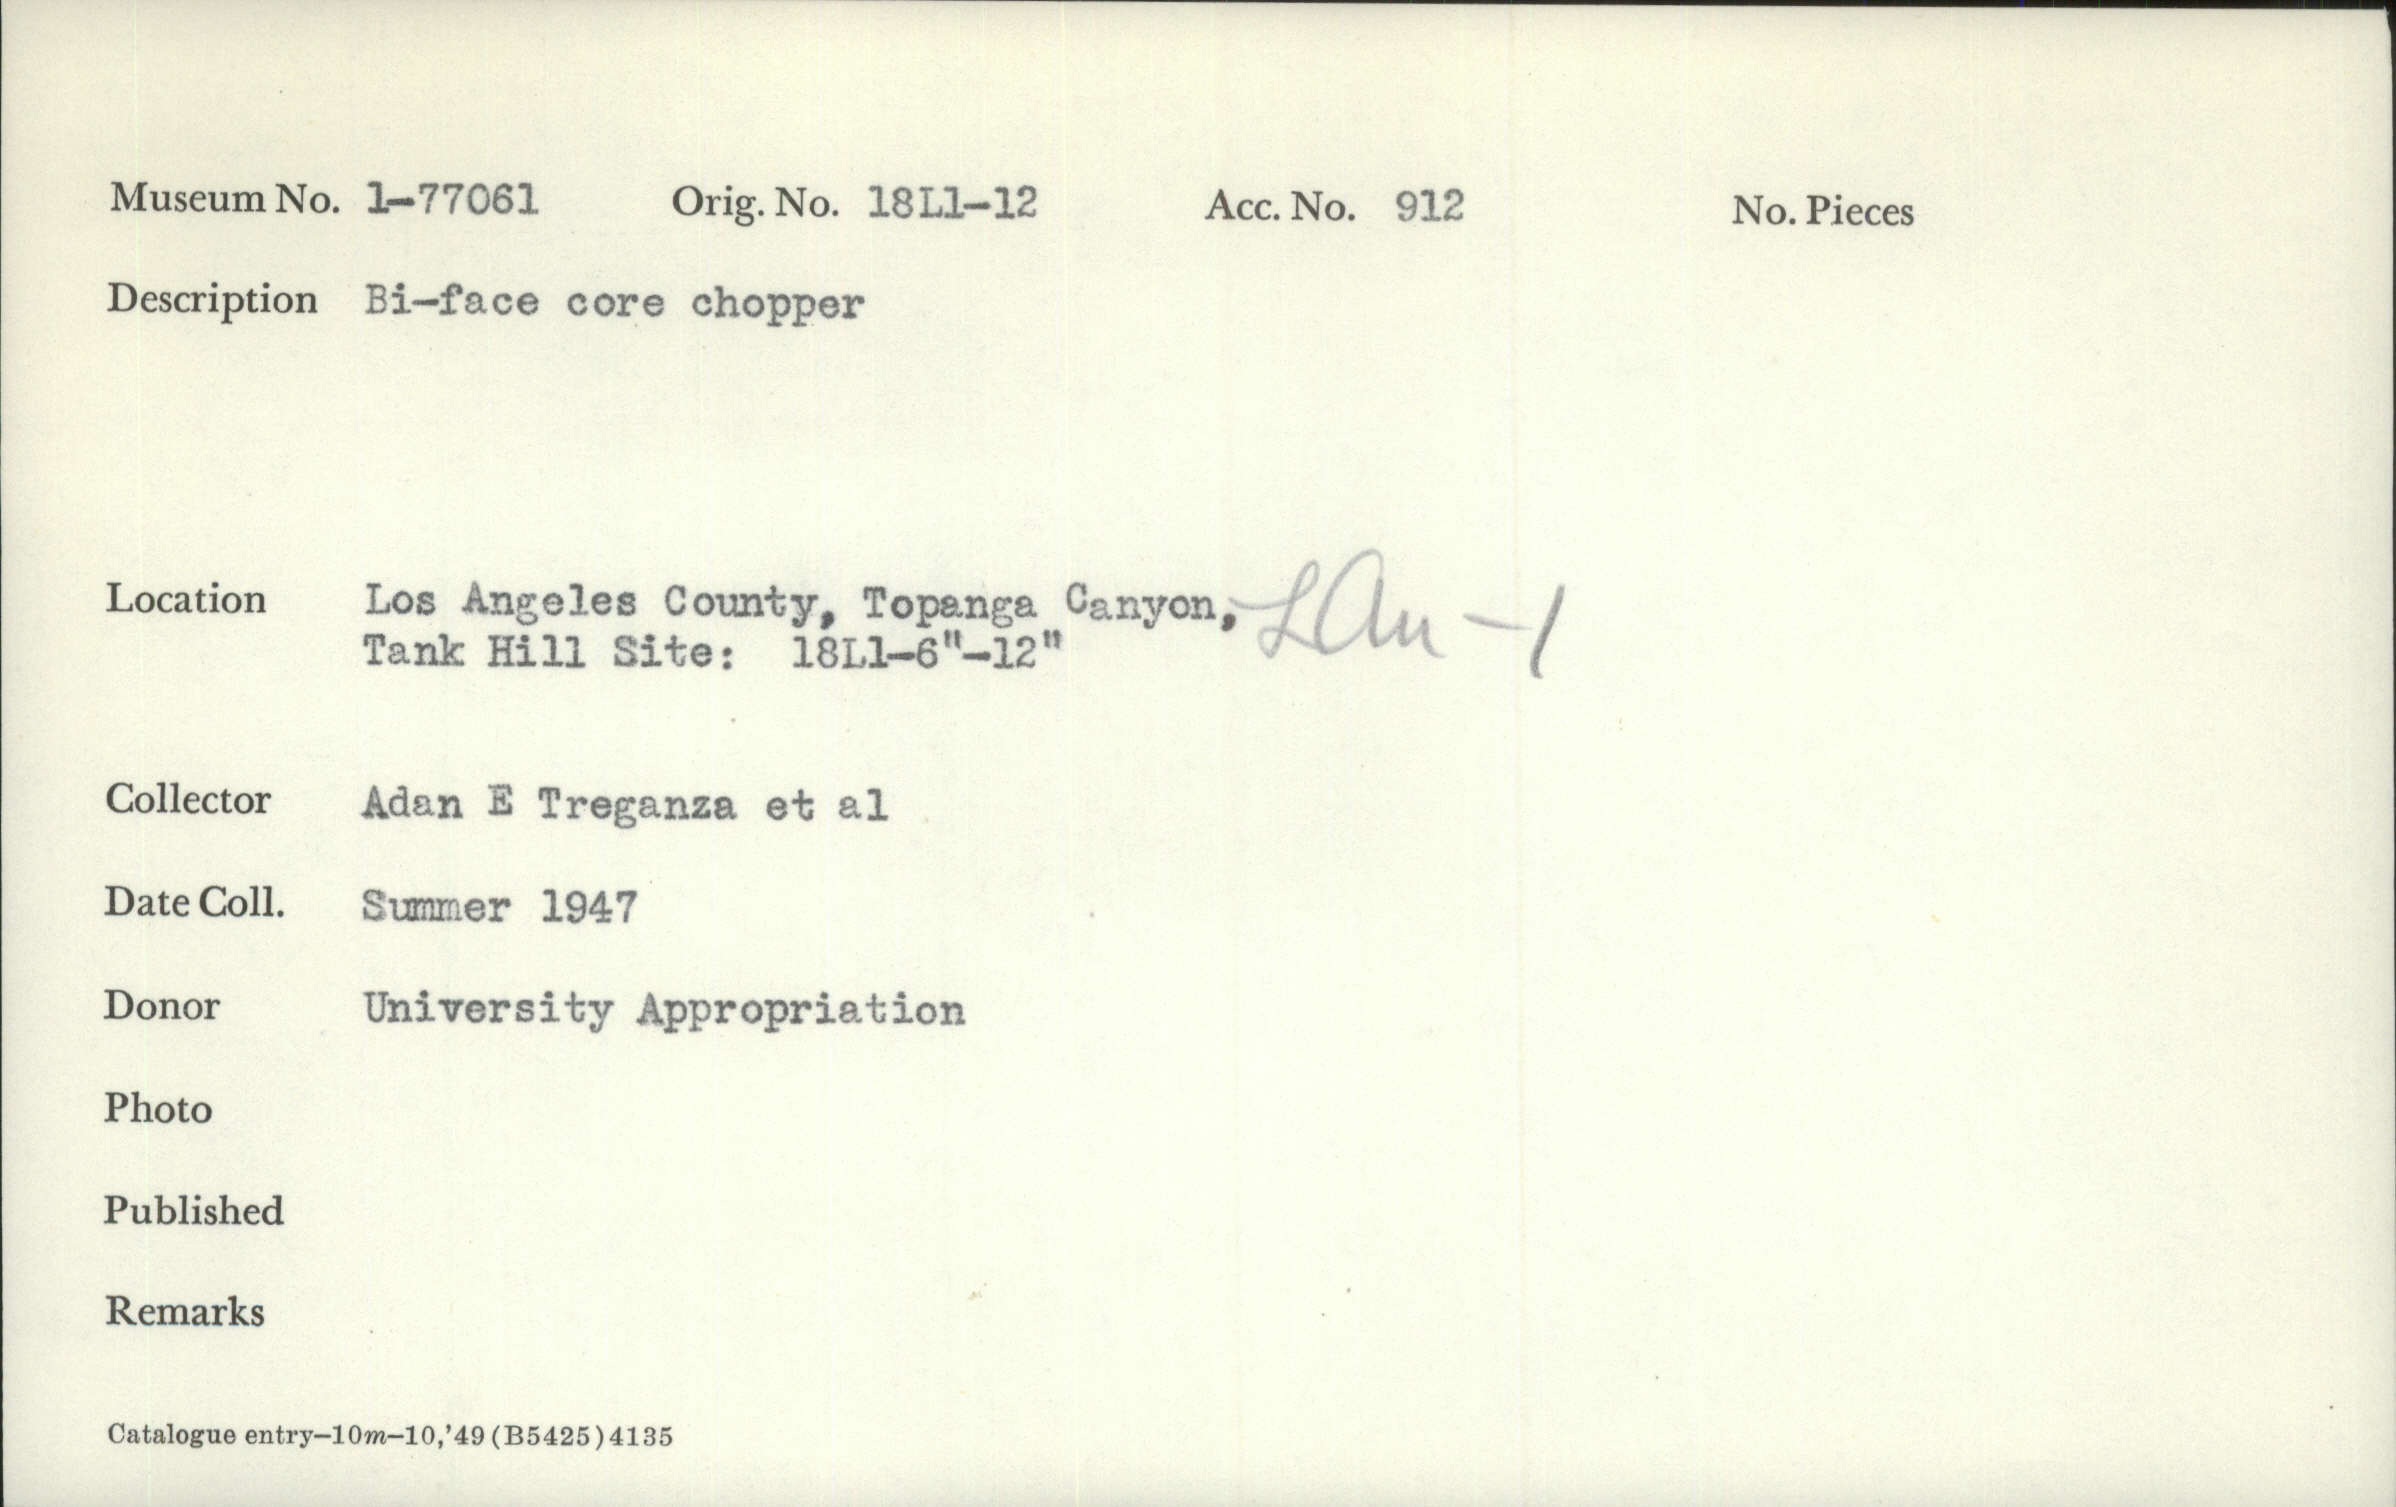 Museum No. 1-77061 Orig. No. 18L1-12 Acc. No. 912 No. Pieces
Description Bi-face core chopper
Location Los Angeles County, Topanga Canyon, LAn-1
Tank Hill Site: 18L1-6"-12"
Collector Adan E Treganza et al
Date Coll. Summer 1947
Donor University Appropriation
Photo
Published
Remarks
Catalogue entry–10m–10,'49(B5425)4135